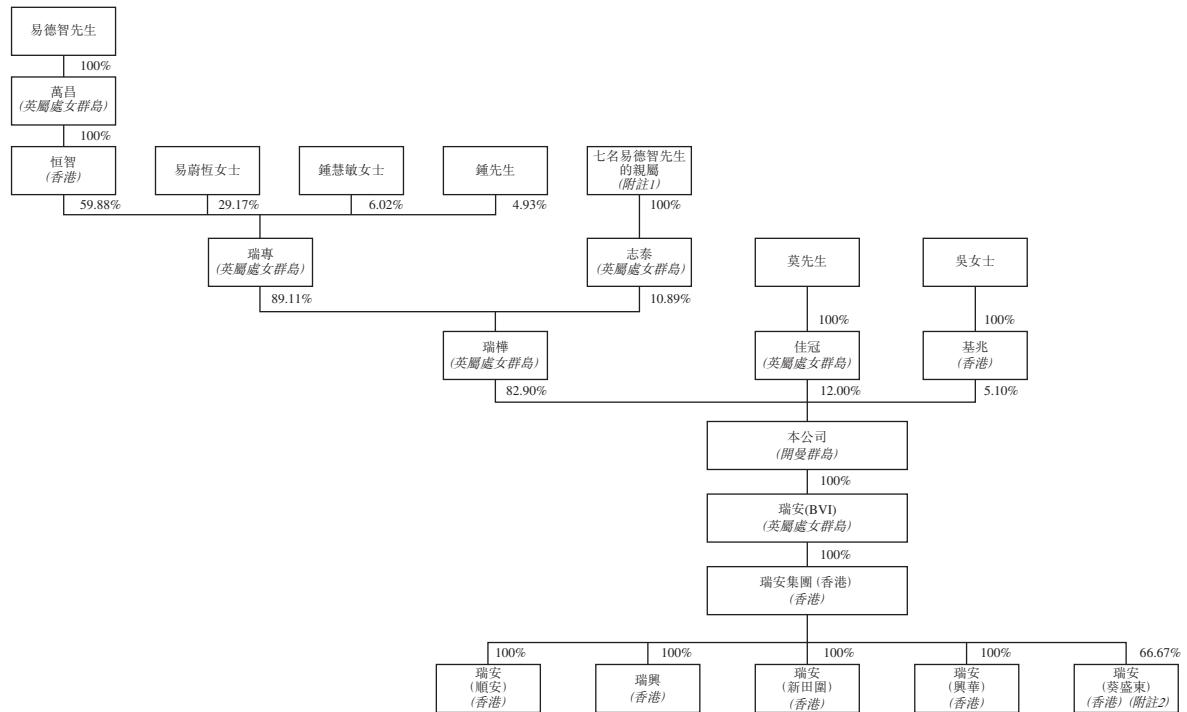 易德智先生
100%
萬昌
(英屬處女群島)
100%
恒智
(香港)
易蔚恆女士
鍾慧敏女士
鍾先生
七名易德智先生
的親屬
(附註1)
59.88%
29.17%
6.02%
4.93%
100%
瑞專
(英屬處女群島)
志泰
(英屬處女群島)
莫先生
吳女士
89.11%
10.89%
100%
100%
瑞樺
(英屬處女群島)
佳冠
(英屬處女群島)
基兆
(香港)
82.90%
12.00%
5.10%
本公司
(開曼群島)
100%
瑞安(BVI)
(英屬處女群島)
100%
瑞安集團 (香港)
(香港)
100%
100%
100%
100%
66.67%
瑞安
(順安)
(香港)
瑞興
(香港)
瑞安
(新田圍)
(香港)
瑞安
(興華)
(香港)
瑞安
(葵盛東)
(香港) (附註2)